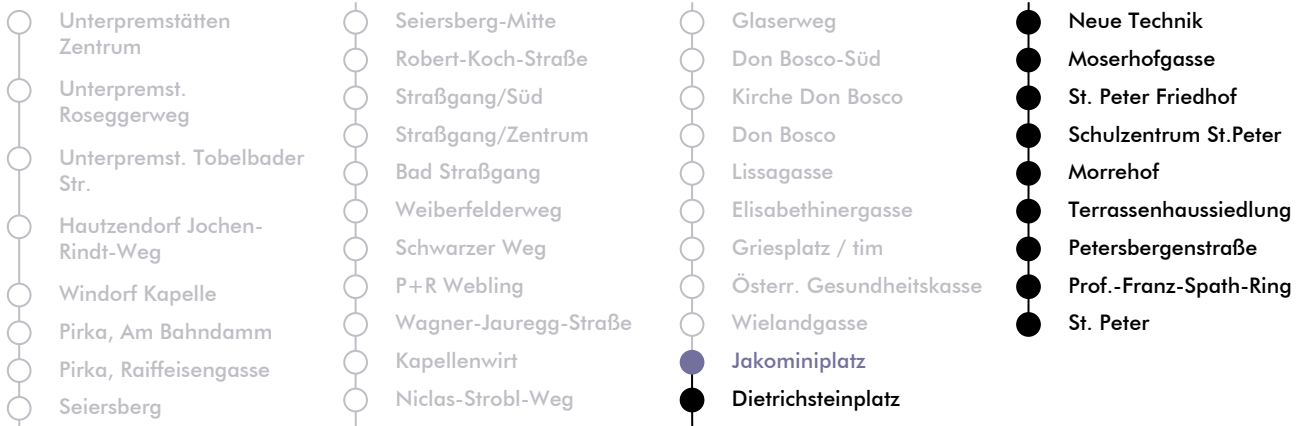 Unterpremstätten
Zentrum
Unterpremst.
Roseggerweg
Unterpremst. Tobelbader
Str.
Hautzendorf Jochen-
Rindt-Weg
Windorf Kapelle
Pirka, Am Bahndamm
Pirka, Raiffeisengasse
Seiersberg
Seiersberg-Mitte
Robert-Koch-Straße
Straßgang/Süd
Straßgang/Zentrum
Bad Straßgang
Weiberfelderweg
Schwarzer Weg
P+R Webling
Wagner-Jauregg-Straße
Kapellenwirt
Niclas-Strobl-Weg
Glaserweg
Don Bosco-Süd
Kirche Don Bosco
Don Bosco
Lissagasse
Elisabethinergasse
Griesplatz / tim
Österr. Gesundheitskasse
Wielandgasse
Jakominiplatz
Dietrichsteinplatz
Neue Technik
Moserhofgasse
St. Peter Friedhof
Schulzentrum St.Peter
Morrehof
Terrassenhaussiedlung
Petersbergenstraße
Prof.-Franz-Spath-Ring
St. Peter